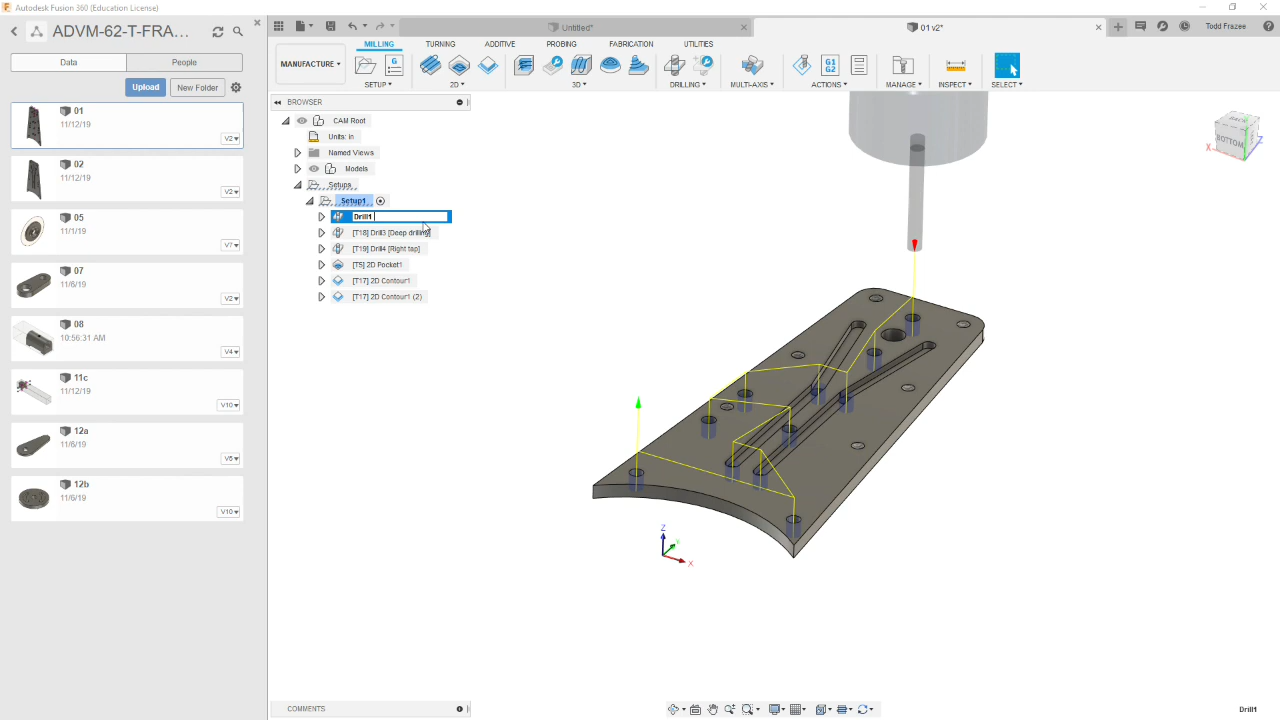 Autodesk Fusion 360 (Education License)
ADVM-62-T-FRA...
Data People
Upload New Folder
01
11/12/19
V2
02
11/12/19
V2
05
11/1/19
V7
07
11/6/19
V2
08
10:56:31 AM
V4
11c
11/12/19
V10
12a
11/6/19
V6
12b
11/6/19
V10
Untitled*
01 v2*
Todd Frazee
MANUFACTURE
MILLING TURNING ADDITIVE PROBING FABRICATION UTILITIES
SETUP 2D 3D DRILLING MULTI-AXIS ACTIONS MANAGE INSPECT SELECT
G
G1
G2
BROWSER
CAM Root
Units: in
Named Views
Models
Setups
Setup1
Drill1
[T18] Drill3 [Deep drilling]
[T19] Drill4 [Right tap]
[T5] 2D Pocket1
[T17] 2D Contour1
[T17] 2D Contour1 (2)
BACK
BOTTOM
X
Z
Z
Y
X
COMMENTS
Drill1